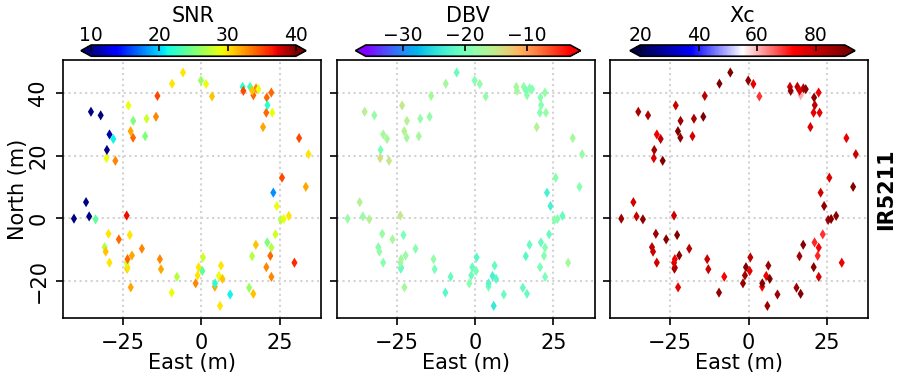 SNR DBV Xc
10 20 30 40 −30 −20 −10 20 40 60 80
North (m)
40
20
0
−20
−25 0 25 −25 0 25 −25 0 25
East (m) East (m) East (m)
IR5211